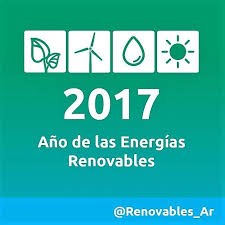 2017
Año de las Energías
Renovables
@Renovables_Ar